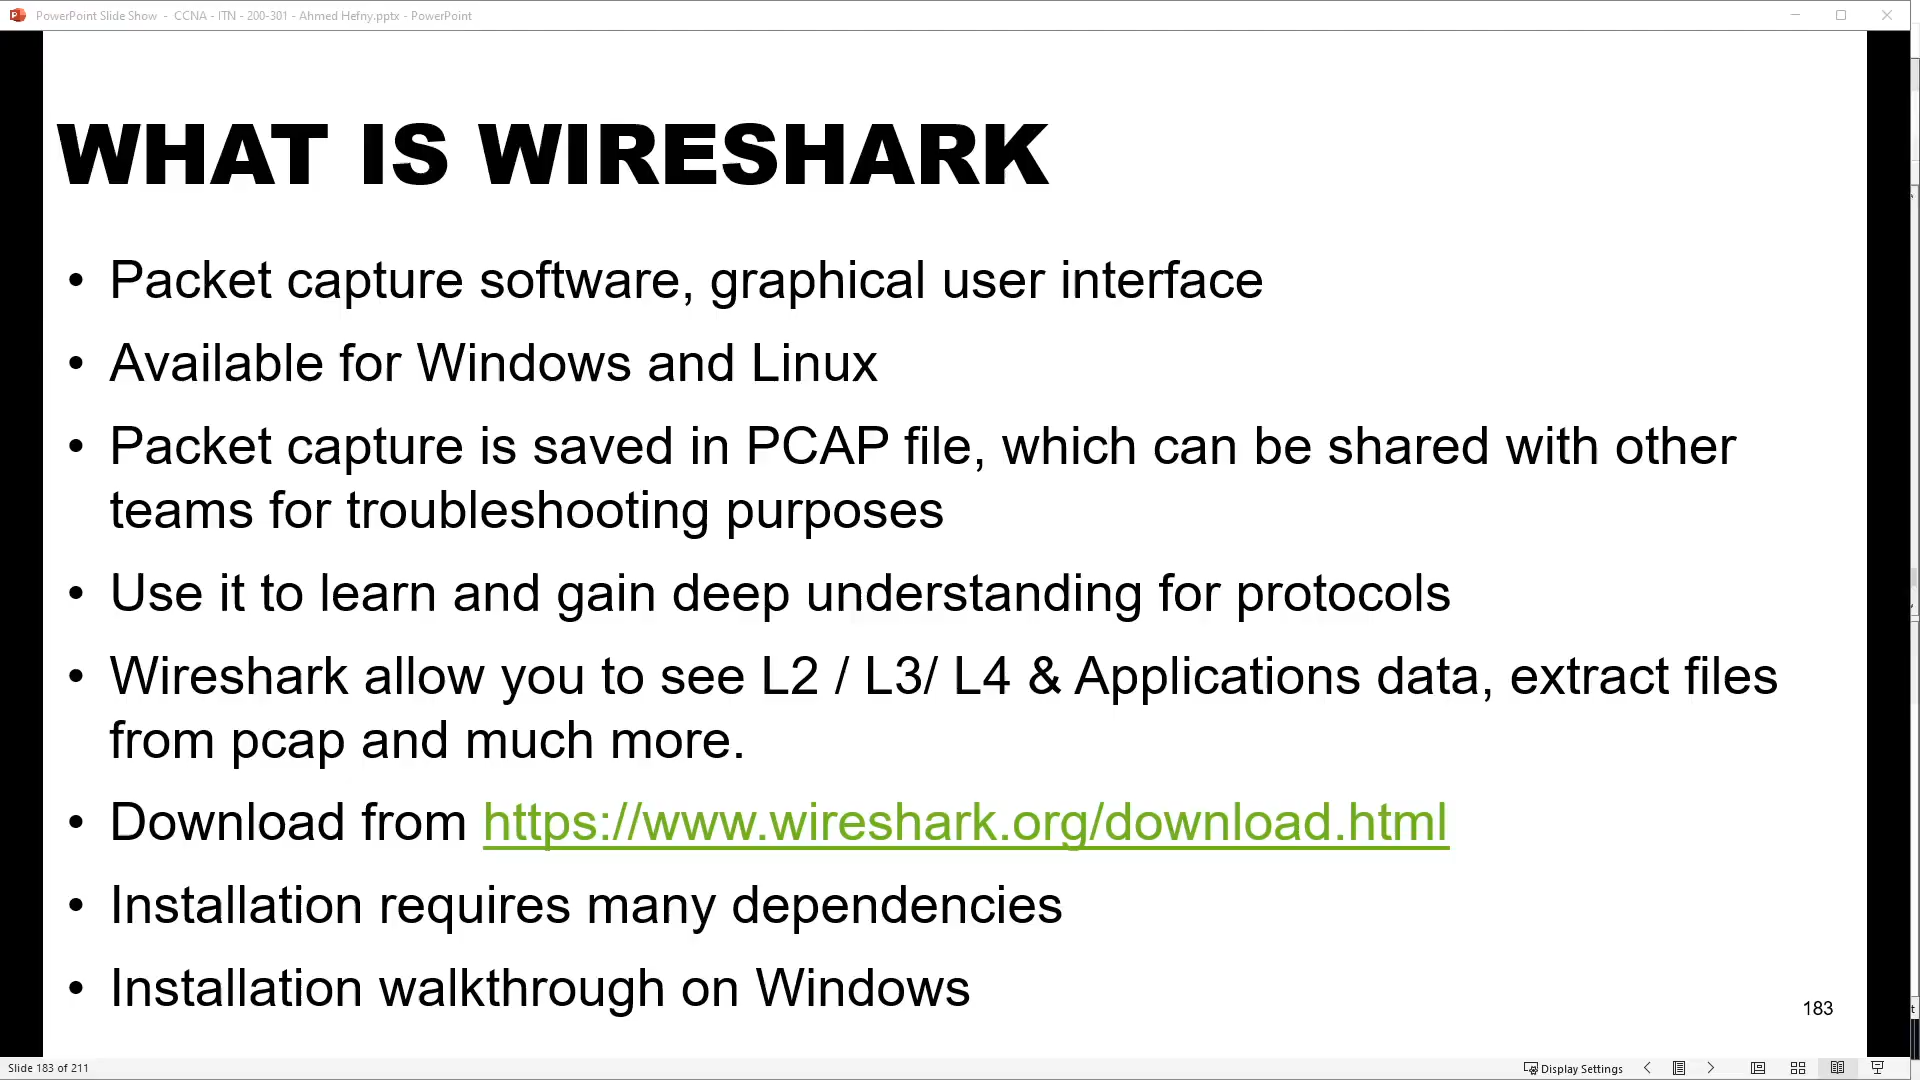 PowerPoint Slide Show - CCNA - ITN - 200-301 - Ahmed Hefny.pptx - PowerPoint
WHAT IS WIRESHARK
• Packet capture software, graphical user interface
• Available for Windows and Linux
• Packet capture is saved in PCAP file, which can be shared with other
teams for troubleshooting purposes
• Use it to learn and gain deep understanding for protocols
• Wireshark allow you to see L2 / L3/ L4 & Applications data, extract files
from pcap and much more.
• Download from https://www.wireshark.org/download.html
• Installation requires many dependencies
• Installation walkthrough on Windows
183
Slide 183 of 211
Display Settings